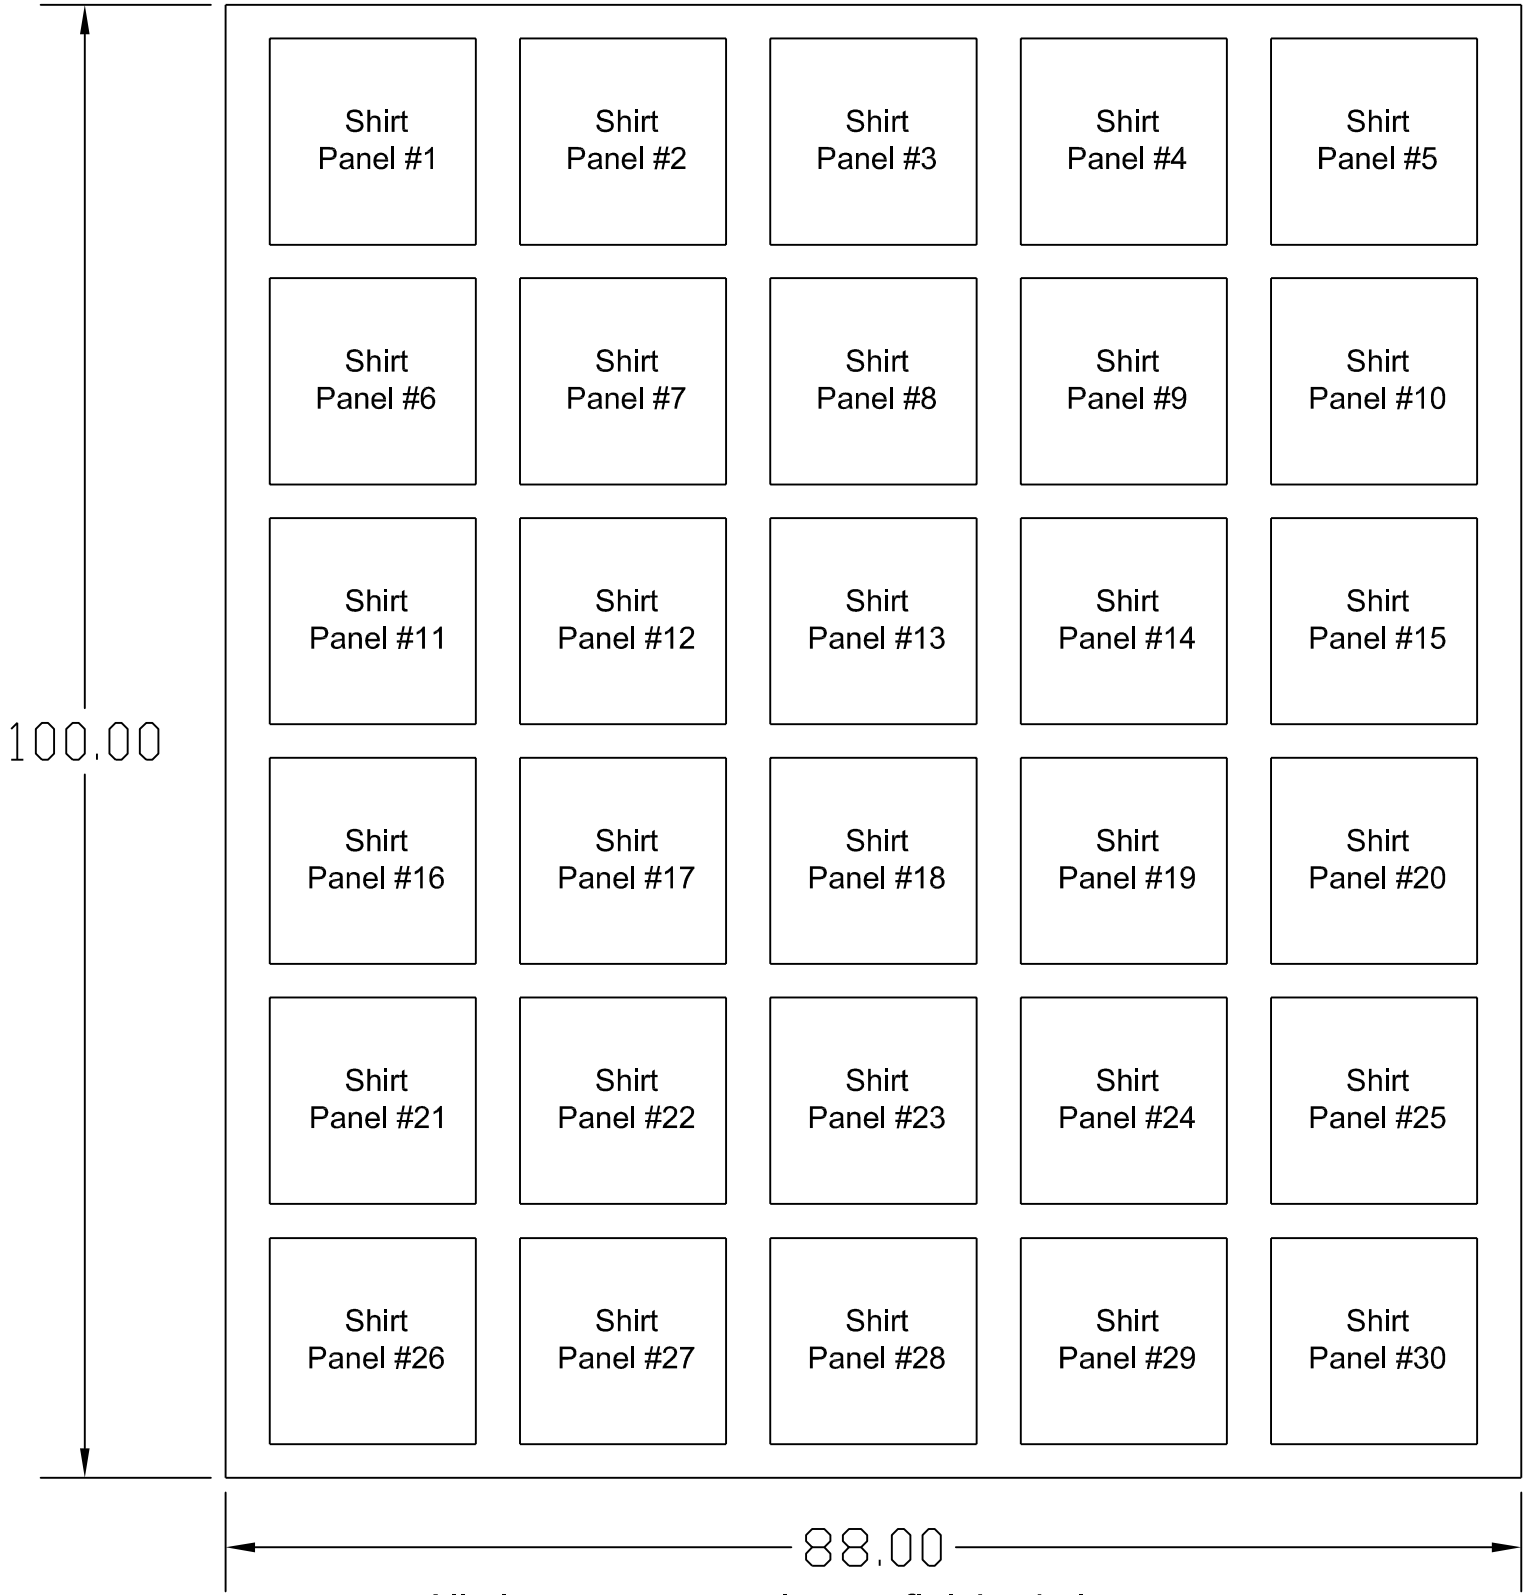 Shirt
Panel #1
Shirt
Panel #2
Shirt
Panel #3
Shirt
Panel #4
Shirt
Panel #5
Shirt
Panel #6
Shirt
Panel #7
Shirt
Panel #8
Shirt
Panel #9
Shirt
Panel #10
Shirt
Panel #11
Shirt
Panel #12
Shirt
Panel #13
Shirt
Panel #14
Shirt
Panel #15
100.00
Shirt
Panel #16
Shirt
Panel #17
Shirt
Panel #18
Shirt
Panel #19
Shirt
Panel #20
Shirt
Panel #21
Shirt
Panel #22
Shirt
Panel #23
Shirt
Panel #24
Shirt
Panel #25
Shirt
Panel #26
Shirt
Panel #27
Shirt
Panel #28
Shirt
Panel #29
Shirt
Panel #30
88.00